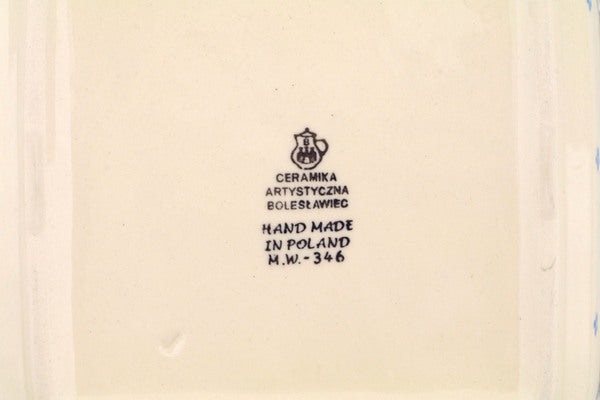 CERAMIKA
ARTYSTYCZNA
BOLESŁAWIEC
HAND MADE
IN POLAND
M.W.-346